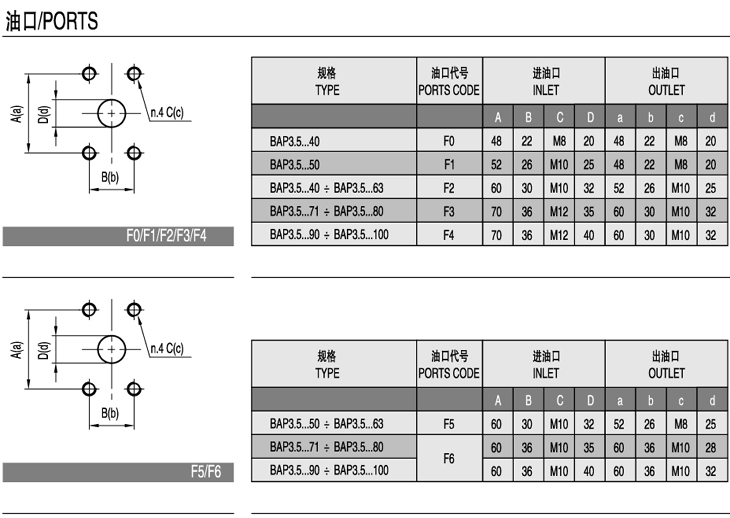 油口/PORTS
A(a)
D(d)
n.4 C(c)
B(b)
F0/F1/F2/F3/F4
规格 油口代号 进油口 出油口
TYPE PORTS CODE INLET OUTLET
A B C D a b c d
BAP3.5...40 F0 48 22 M8 20 48 22 M8 20
BAP3.5...50 F1 52 26 M10 25 48 22 M8 20
BAP3.5...40 ÷ BAP3.5...63 F2 60 30 M10 32 52 26 M10 25
BAP3.5...71 ÷ BAP3.5...80 F3 70 36 M12 35 60 30 M10 32
BAP3.5...90 ÷ BAP3.5...100 F4 70 36 M12 40 60 30 M10 32
A(a)
D(d)
n.4 C(c)
B(b)
F5/F6
规格 油口代号 进油口 出油口
TYPE PORTS CODE INLET OUTLET
A B C D a b c d
BAP3.5...50 ÷ BAP3.5...63 F5 60 30 M10 32 52 26 M8 25
BAP3.5...71 ÷ BAP3.5...80 F6 60 36 M10 35 60 36 M10 28
BAP3.5...90 ÷ BAP3.5...100 60 36 M10 40 60 36 M10 32